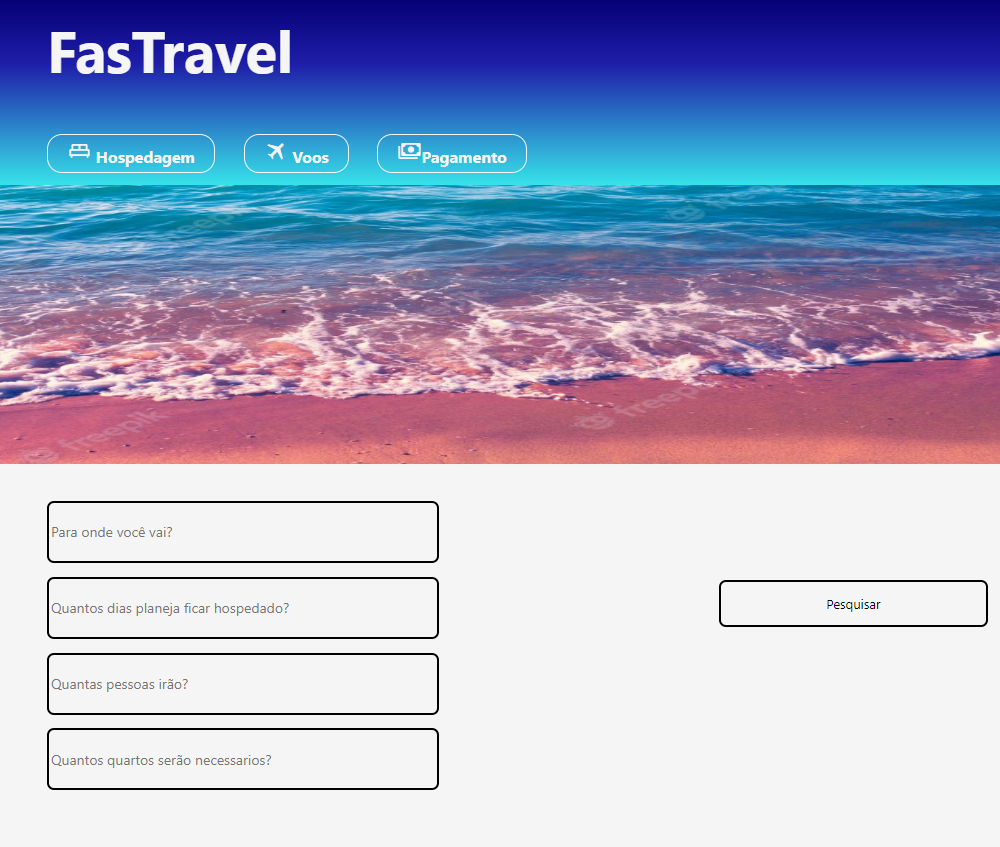 FasTravel
Hospedagem Voos Pagamento
freepik
freepik
Para onde você vai?
Quantos dias planeja ficar hospedado?
Pesquisar
Quantas pessoas irão?
Quantos quartos serão necessarios?